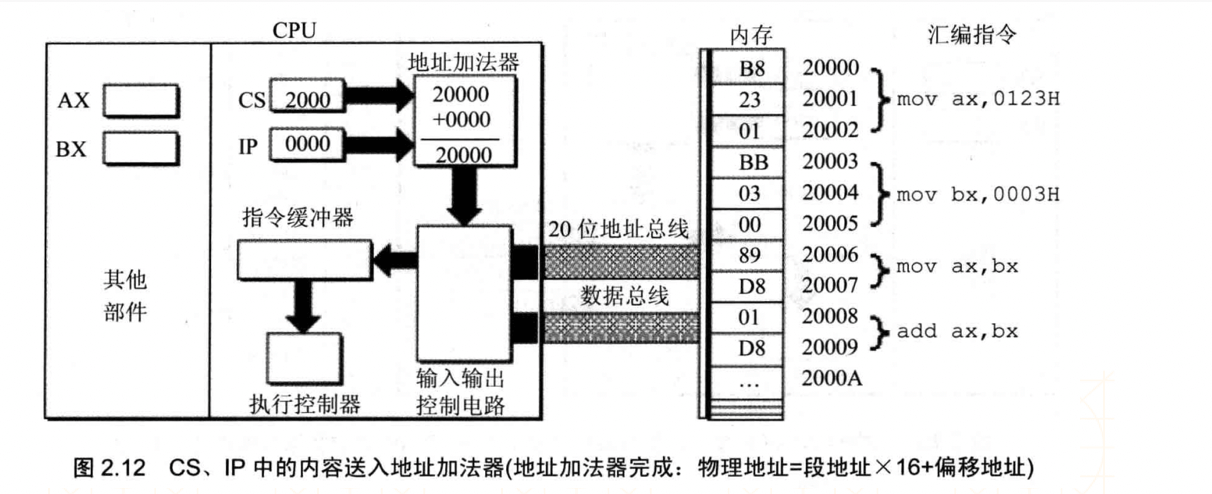 CPU
内存
汇编指令
AX
BX
其他
部件
CS
2000
IP
0000
地址加法器
20000
+0000
20000
指令缓冲器
执行控制器
输入输出
控制电路
20 位地址总线
数据总线
B8 20000
23 20001
01 20002
mov ax,0123H
BB 20003
03 20004
00 20005
mov bx,0003H
89 20006
D8 20007
mov ax,bx
01 20008
D8 20009
add ax,bx
… 2000A
图 2.12 CS、IP 中的内容送入地址加法器(地址加法器完成：物理地址=段地址×16+偏移地址)